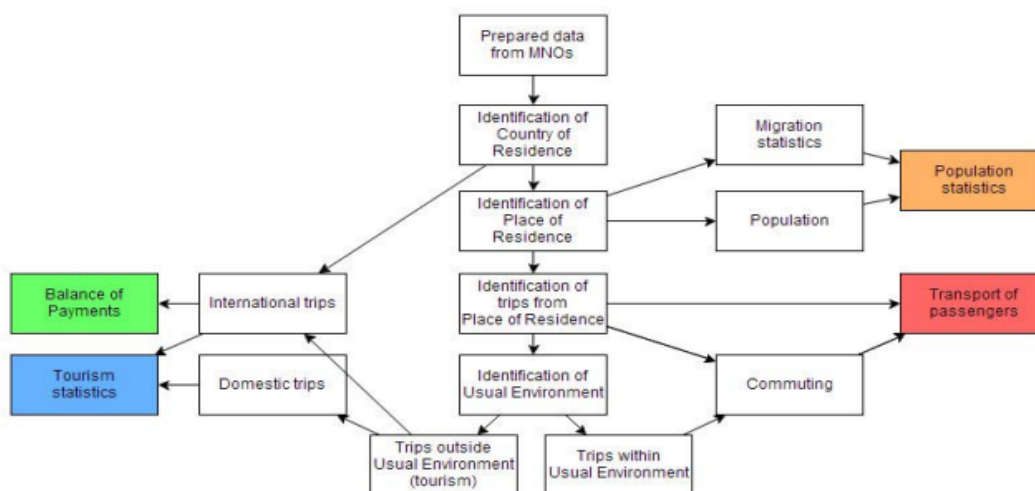 Prepared data
from MNOs
Identification of
Country of
Residence
Migration
statistics
Population
statistics
Identification of
Place of
Residence
Population
Balance of
Payments
International trips
Identification of
trips from
Place of Residence
Transport of
passengers
Tourism
statistics
Domestic trips
Identification of
Usual Environment
Commuting
Trips outside
Usual Environment
(tourism)
Trips within
Usual Environment